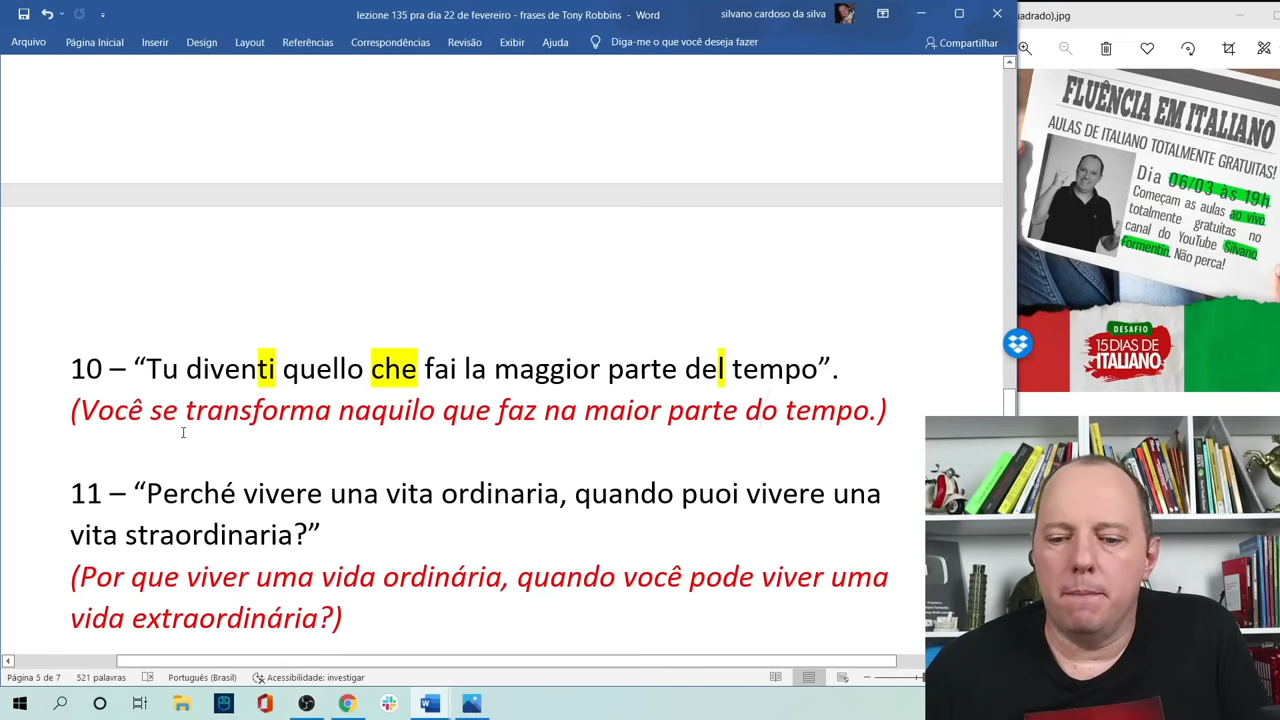 lezione 135 pra dia 22 de fevereiro - frases de Tony Robbins - Word
silvano cardoso da silva
Arquivo
Página Inicial
Inserir
Design
Layout
Referências
Correspondências
Revisão
Exibir
Ajuda
Diga-me o que você deseja fazer
Compartilhar
10 – “Tu diventi quello che fai la maggior parte del tempo”.
(Você se transforma naquilo que faz na maior parte do tempo.)
11 – “Perché vivere una vita ordinaria, quando puoi vivere una
vita straordinaria?”
(Por que viver uma vida ordinária, quando você pode viver uma
vida extraordinária?)
Página 5 de 7
521 palavras
Português (Brasil)
Acessibilidade: investigar
uadrado).jpg
FLUÊNCIA EM ITALIANO
AULAS DE ITALIANO TOTALMENTE GRATUITAS!
Dia 06/03 às 19h
Começam as aulas ao vivo
totalmente gratuitas no
canal do YouTube Silvano
Formentin. Não perca!
DESAFIO
15 DIAS DE
ITALIANO